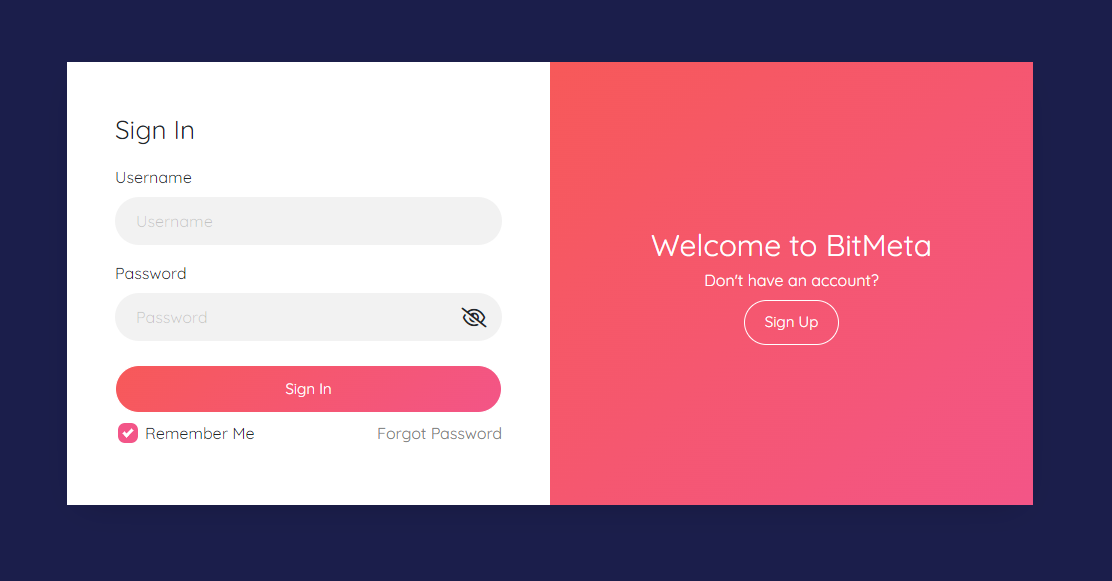 Sign In
Username
Username
Password
Password
Sign In
Remember Me
Forgot Password
Welcome to BitMeta
Don't have an account?
Sign Up